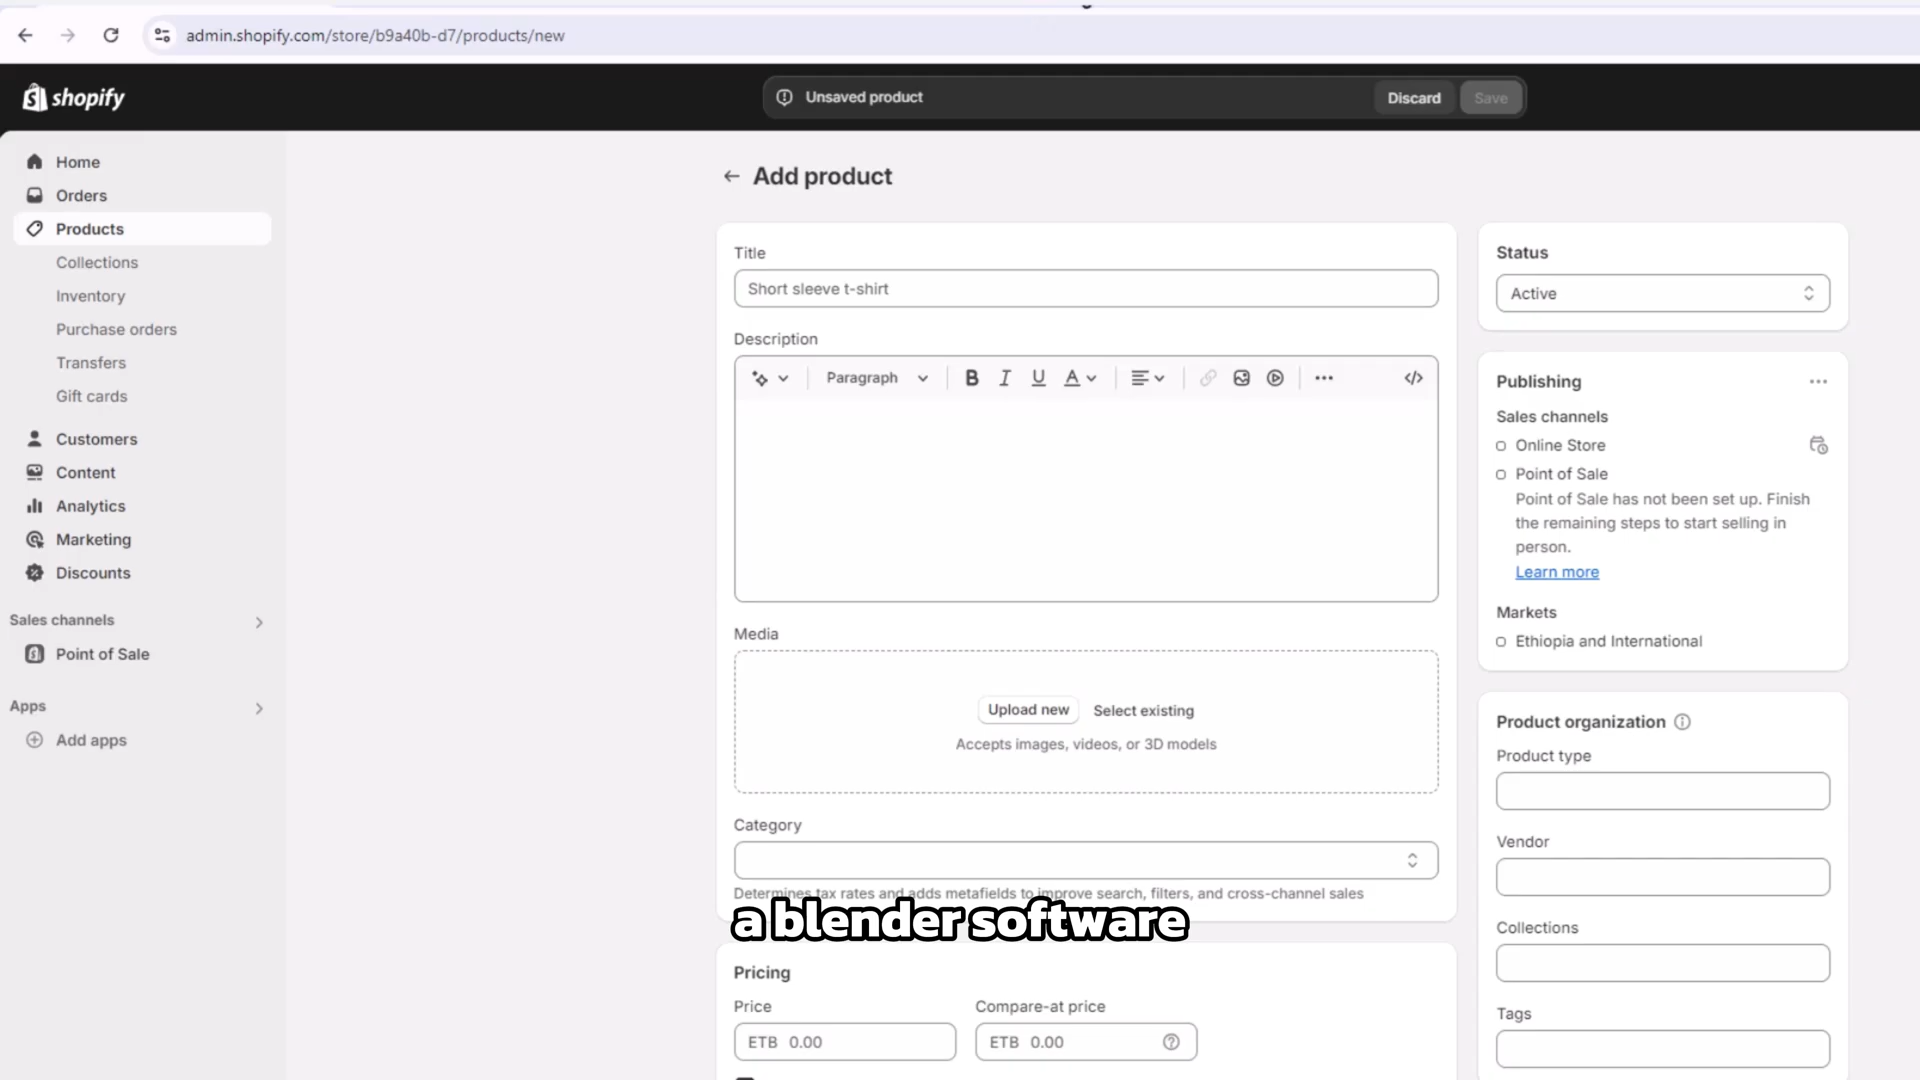 admin.shopify.com/store/b9a40b-d7/products/new
shopify
Unsaved product
Discard
Save
Home
Orders
Products
Collections
Inventory
Purchase orders
Transfers
Gift cards
Customers
Content
Analytics
Marketing
Discounts
Sales channels
Point of Sale
Apps
Add apps
Add product
Title
Short sleeve t-shirt
Description
Paragraph
B I U A
Media
Upload new Select existing
Accepts images, videos, or 3D models
Category
Determines tax rates and adds metafields to improve search, filters, and cross-channel sales
a blender software
Pricing
Price Compare-at price
ETB 0.00 ETB 0.00
Status
Active
Publishing
Sales channels
Online Store
Point of Sale
Point of Sale has not been set up. Finish
the remaining steps to start selling in
person.
Learn more
Markets
Ethiopia and International
Product organization
Product type
Vendor
Collections
Tags